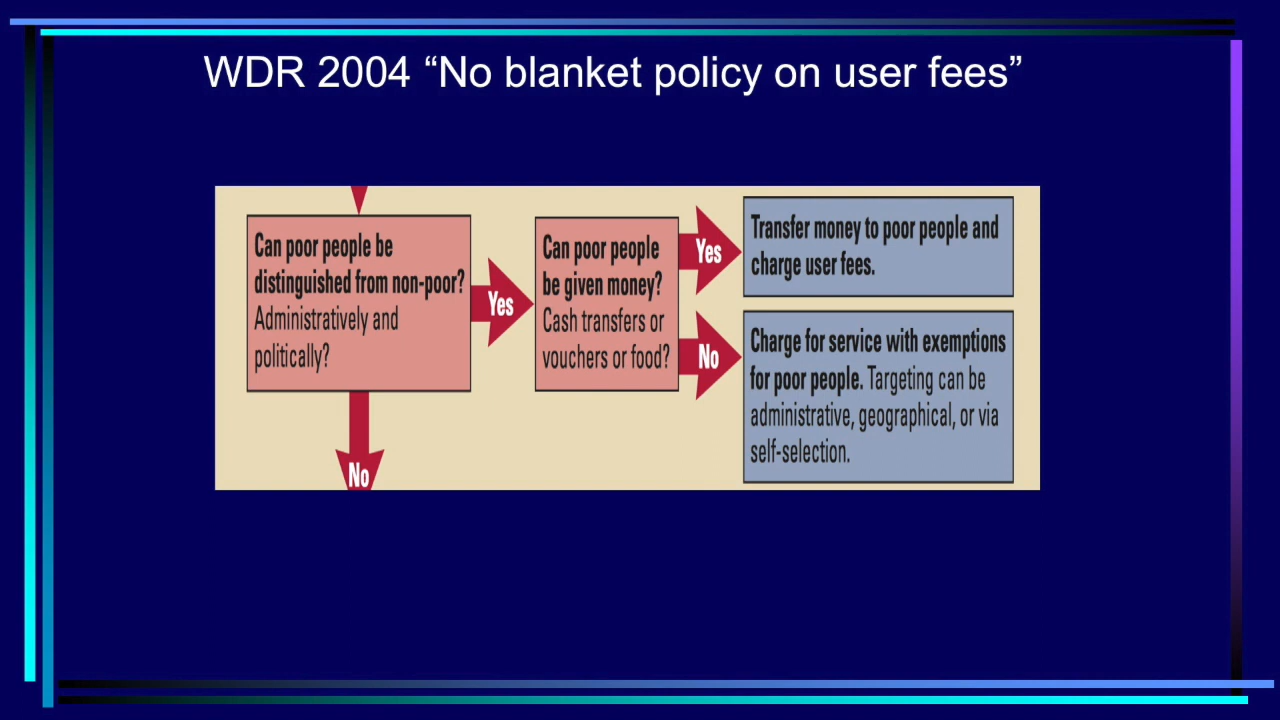 WDR 2004 “No blanket policy on user fees”
Can poor people be
distinguished from non-poor?
Administratively and
politically?
Yes
No
Can poor people
be given money?
Cash transfers or
vouchers or food?
Yes
Transfer money to poor people and
charge user fees.
No
Charge for service with exemptions
for poor people. Targeting can be
administrative, geographical, or via
self-selection.